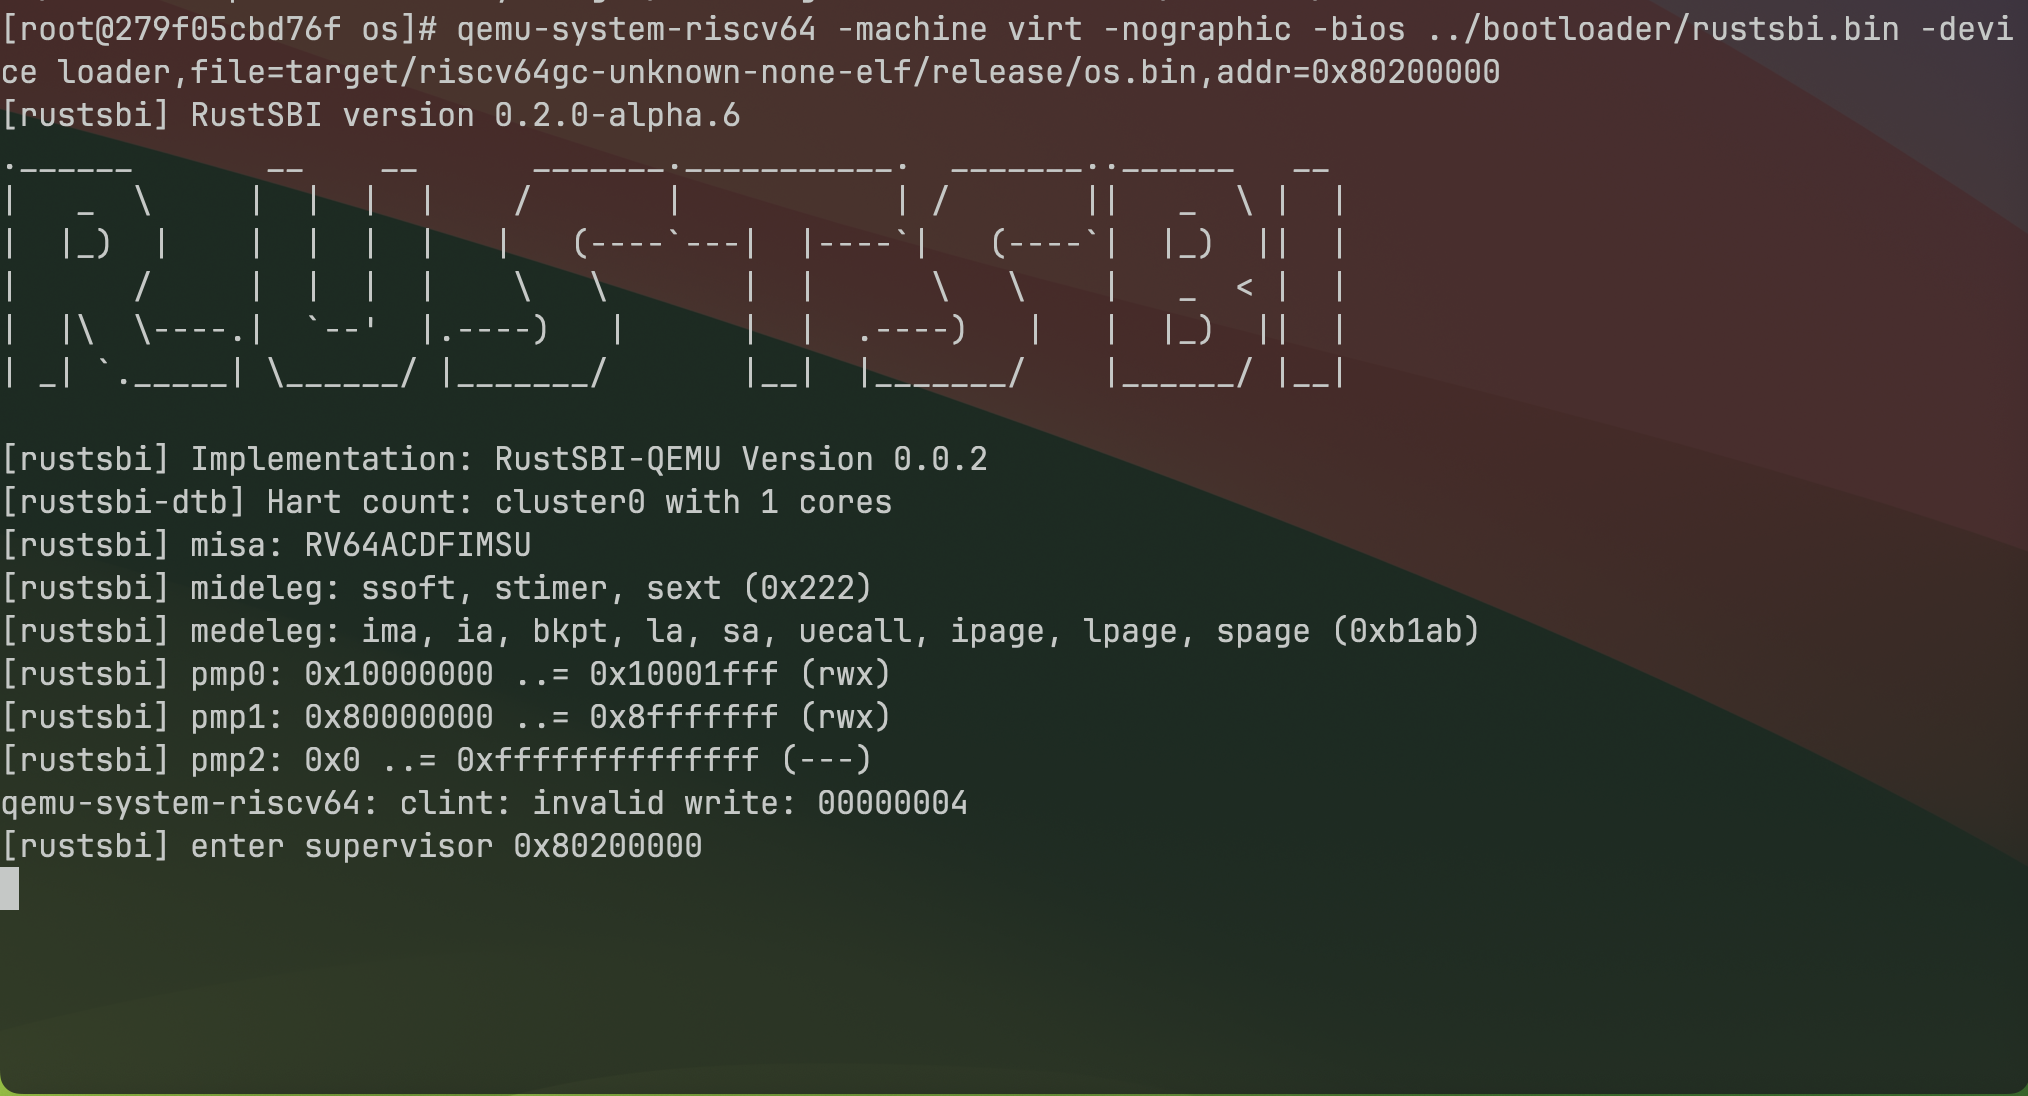 [root@279f05cbd76f os]# qemu-system-riscv64 -machine virt -nographic -bios ../bootloader/rustsbi.bin -devi
ce loader,file=target/riscv64gc-unknown-none-elf/release/os.bin,addr=0x80200000
[rustsbi] RustSBI version 0.2.0-alpha.6
.______       __    __      _______.___________.  _______..______   __
|   _  \     |  |  |  |    /       |           | /       ||   _  \ |  |
|  |_)  |    |  |  |  |   |   (----`---|  |----`|   (----`|  |_)  ||  |
|      /     |  |  |  |    \   \       |  |      \   \    |   _  < |  |
|  |\  \----.|  `--'  |.----)   |      |  |  .----)   |   |  |_)  ||  |
| _| `._____| \______/ |_______/       |__|  |_______/    |______/ |__|
[rustsbi] Implementation: RustSBI-QEMU Version 0.0.2
[rustsbi-dtb] Hart count: cluster0 with 1 cores
[rustsbi] misa: RV64ACDFIMSU
[rustsbi] mideleg: ssoft, stimer, sext (0x222)
[rustsbi] medeleg: ima, ia, bkpt, la, sa, uecall, ipage, lpage, spage (0xb1ab)
[rustsbi] pmp0: 0x10000000 ..= 0x10001fff (rwx)
[rustsbi] pmp1: 0x80000000 ..= 0x8fffffff (rwx)
[rustsbi] pmp2: 0x0 ..= 0xffffffffffffff (---)
qemu-system-riscv64: clint: invalid write: 00000004
[rustsbi] enter supervisor 0x80200000